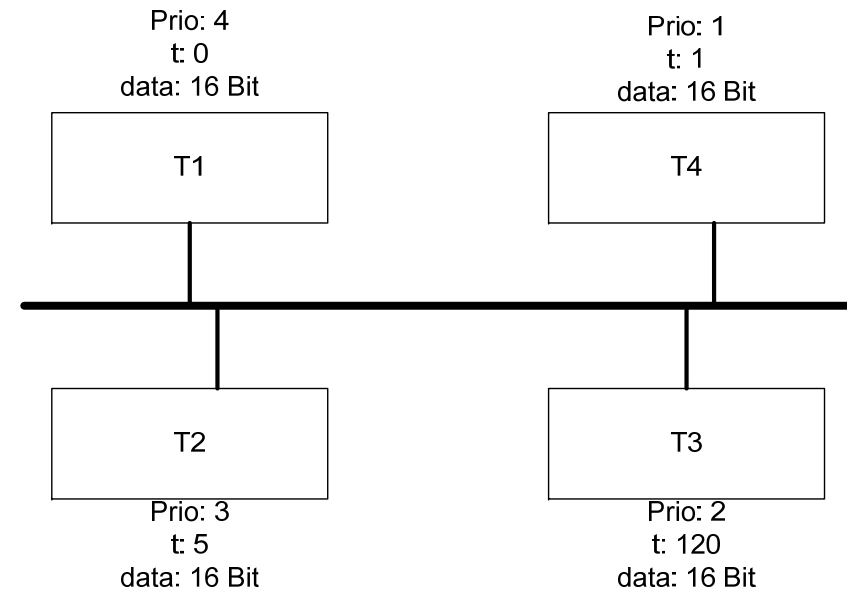 Prio: 4
t: 0
data: 16 Bit
T1
Prio: 1
t: 1
data: 16 Bit
T4
T2
Prio: 3
t: 5
data: 16 Bit
T3
Prio: 2
t: 120
data: 16 Bit